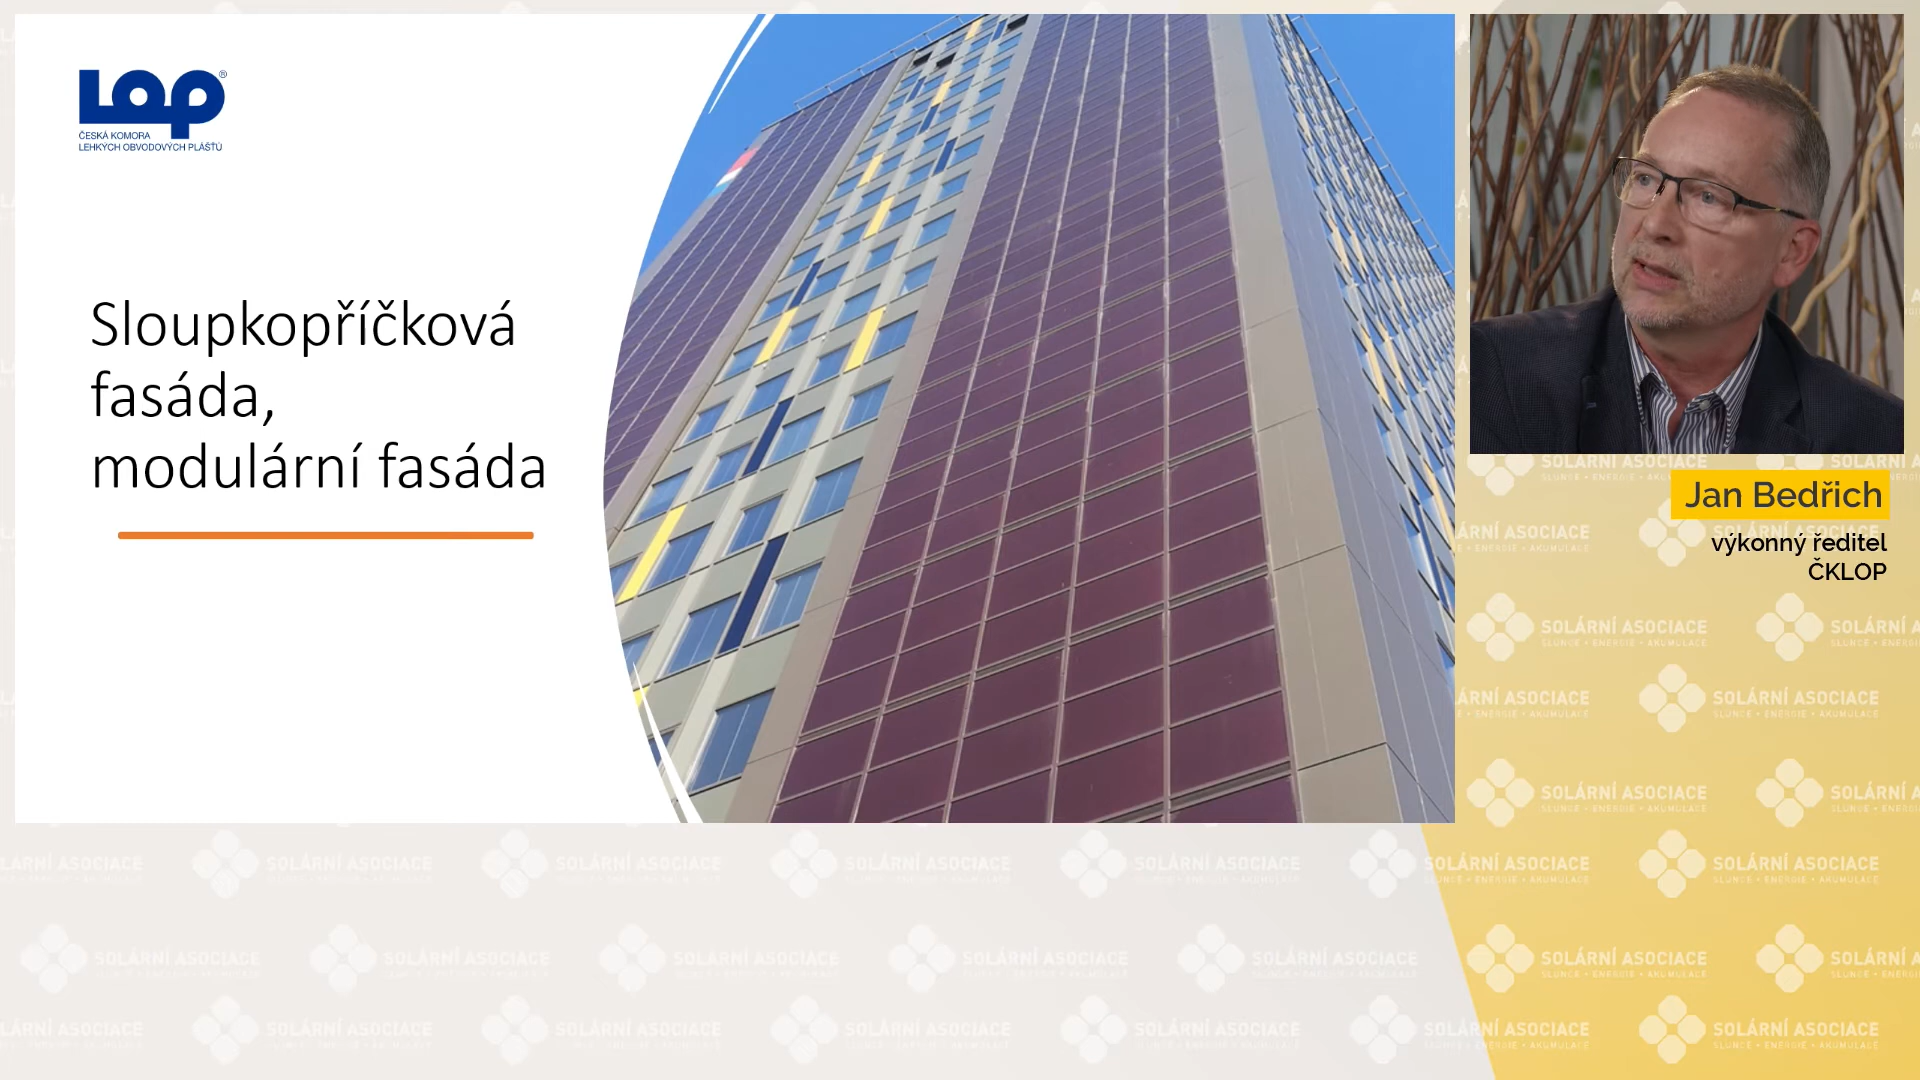 LOP®
ČESKÁ KOMORA
LEHKÝCH OBVODOVÝCH PLÁŠŤŮ
Sloupkopříčková
fasáda,
modulární fasáda
Jan Bedřich
výkonný ředitel
ČKLOP
SOLÁRNÍ ASOCIACE
SLUNCE • ENERGIE • AKUMULACE